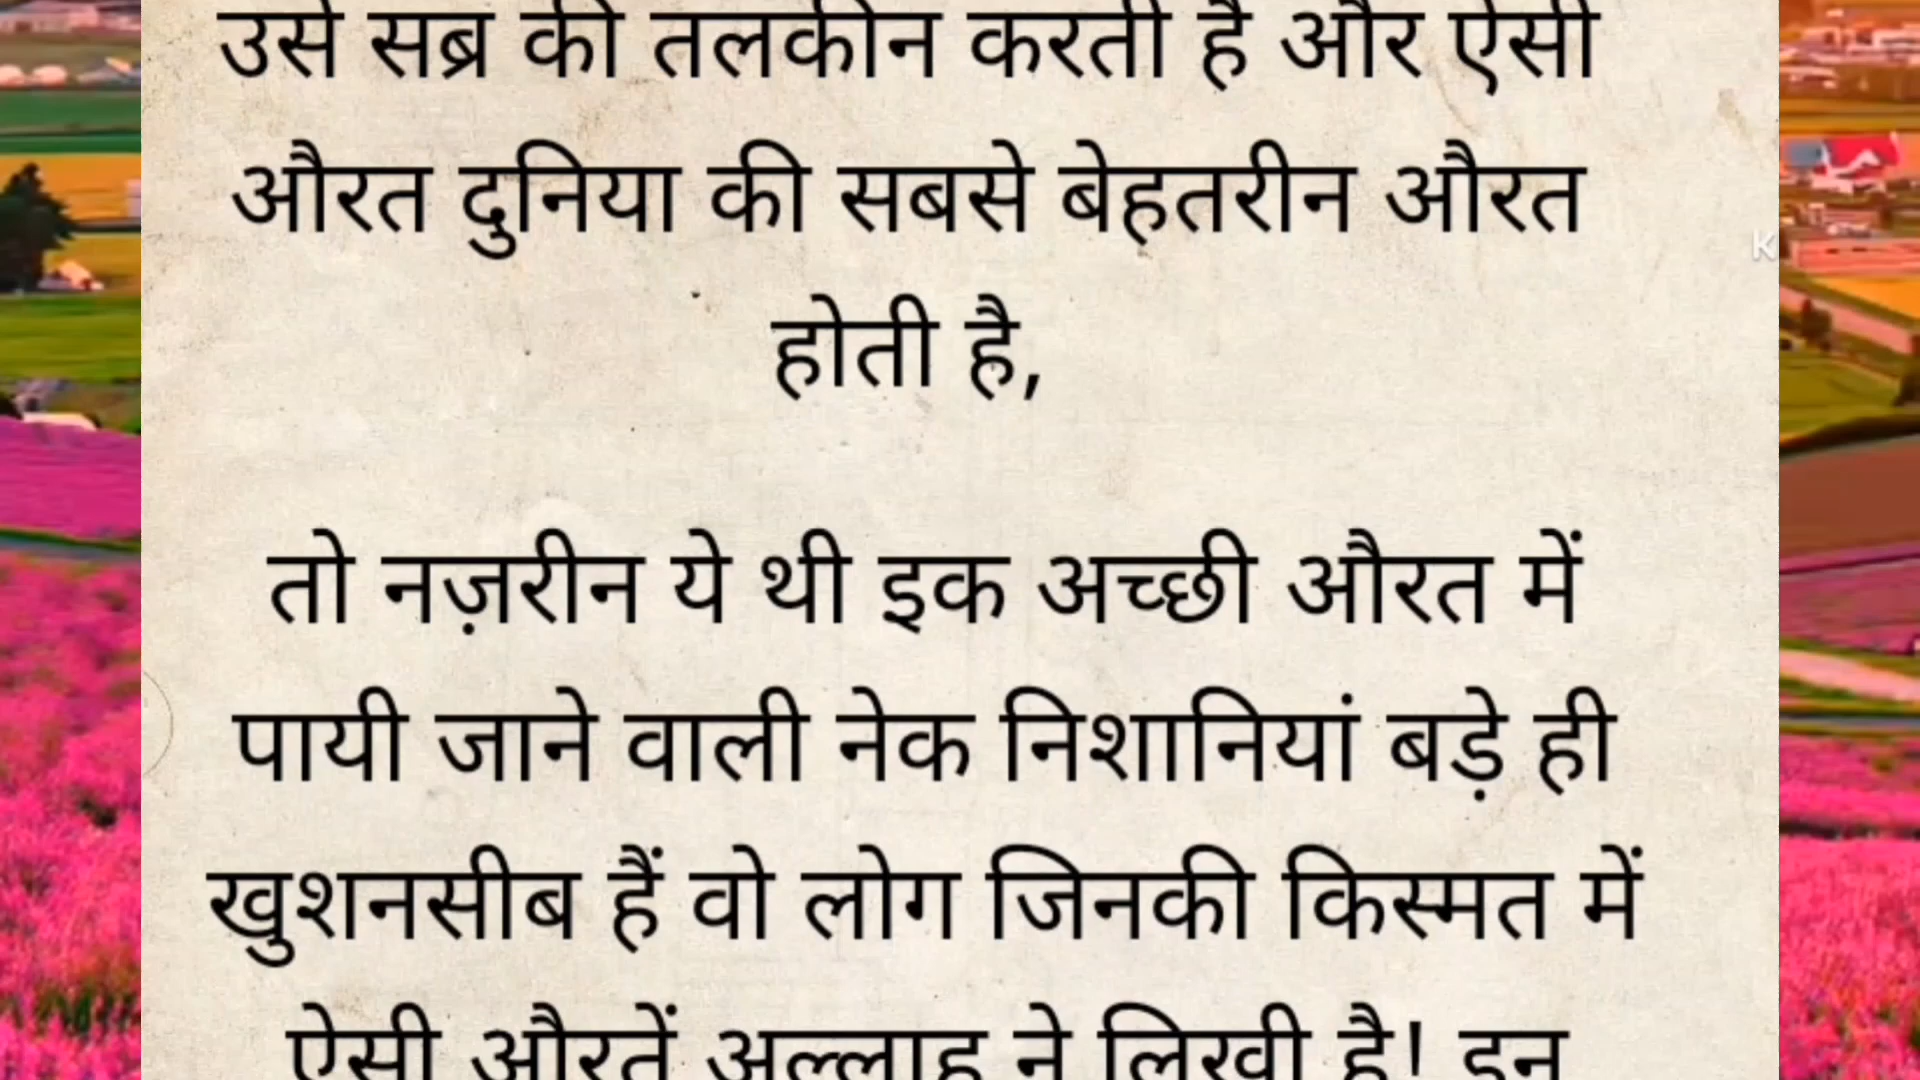 उसे सब्र की तलकीन करती है और ऐसी
औरत दुनिया की सबसे बेहतरीन औरत
होती है,
तो नज़रीन ये थी इक अच्छी औरत में
पायी जाने वाली नेक निशानियां बड़े ही
खुशनसीब हैं वो लोग जिनकी किस्मत में
ऐसी औरतें अल्लाह ने लिखी है! इन
K